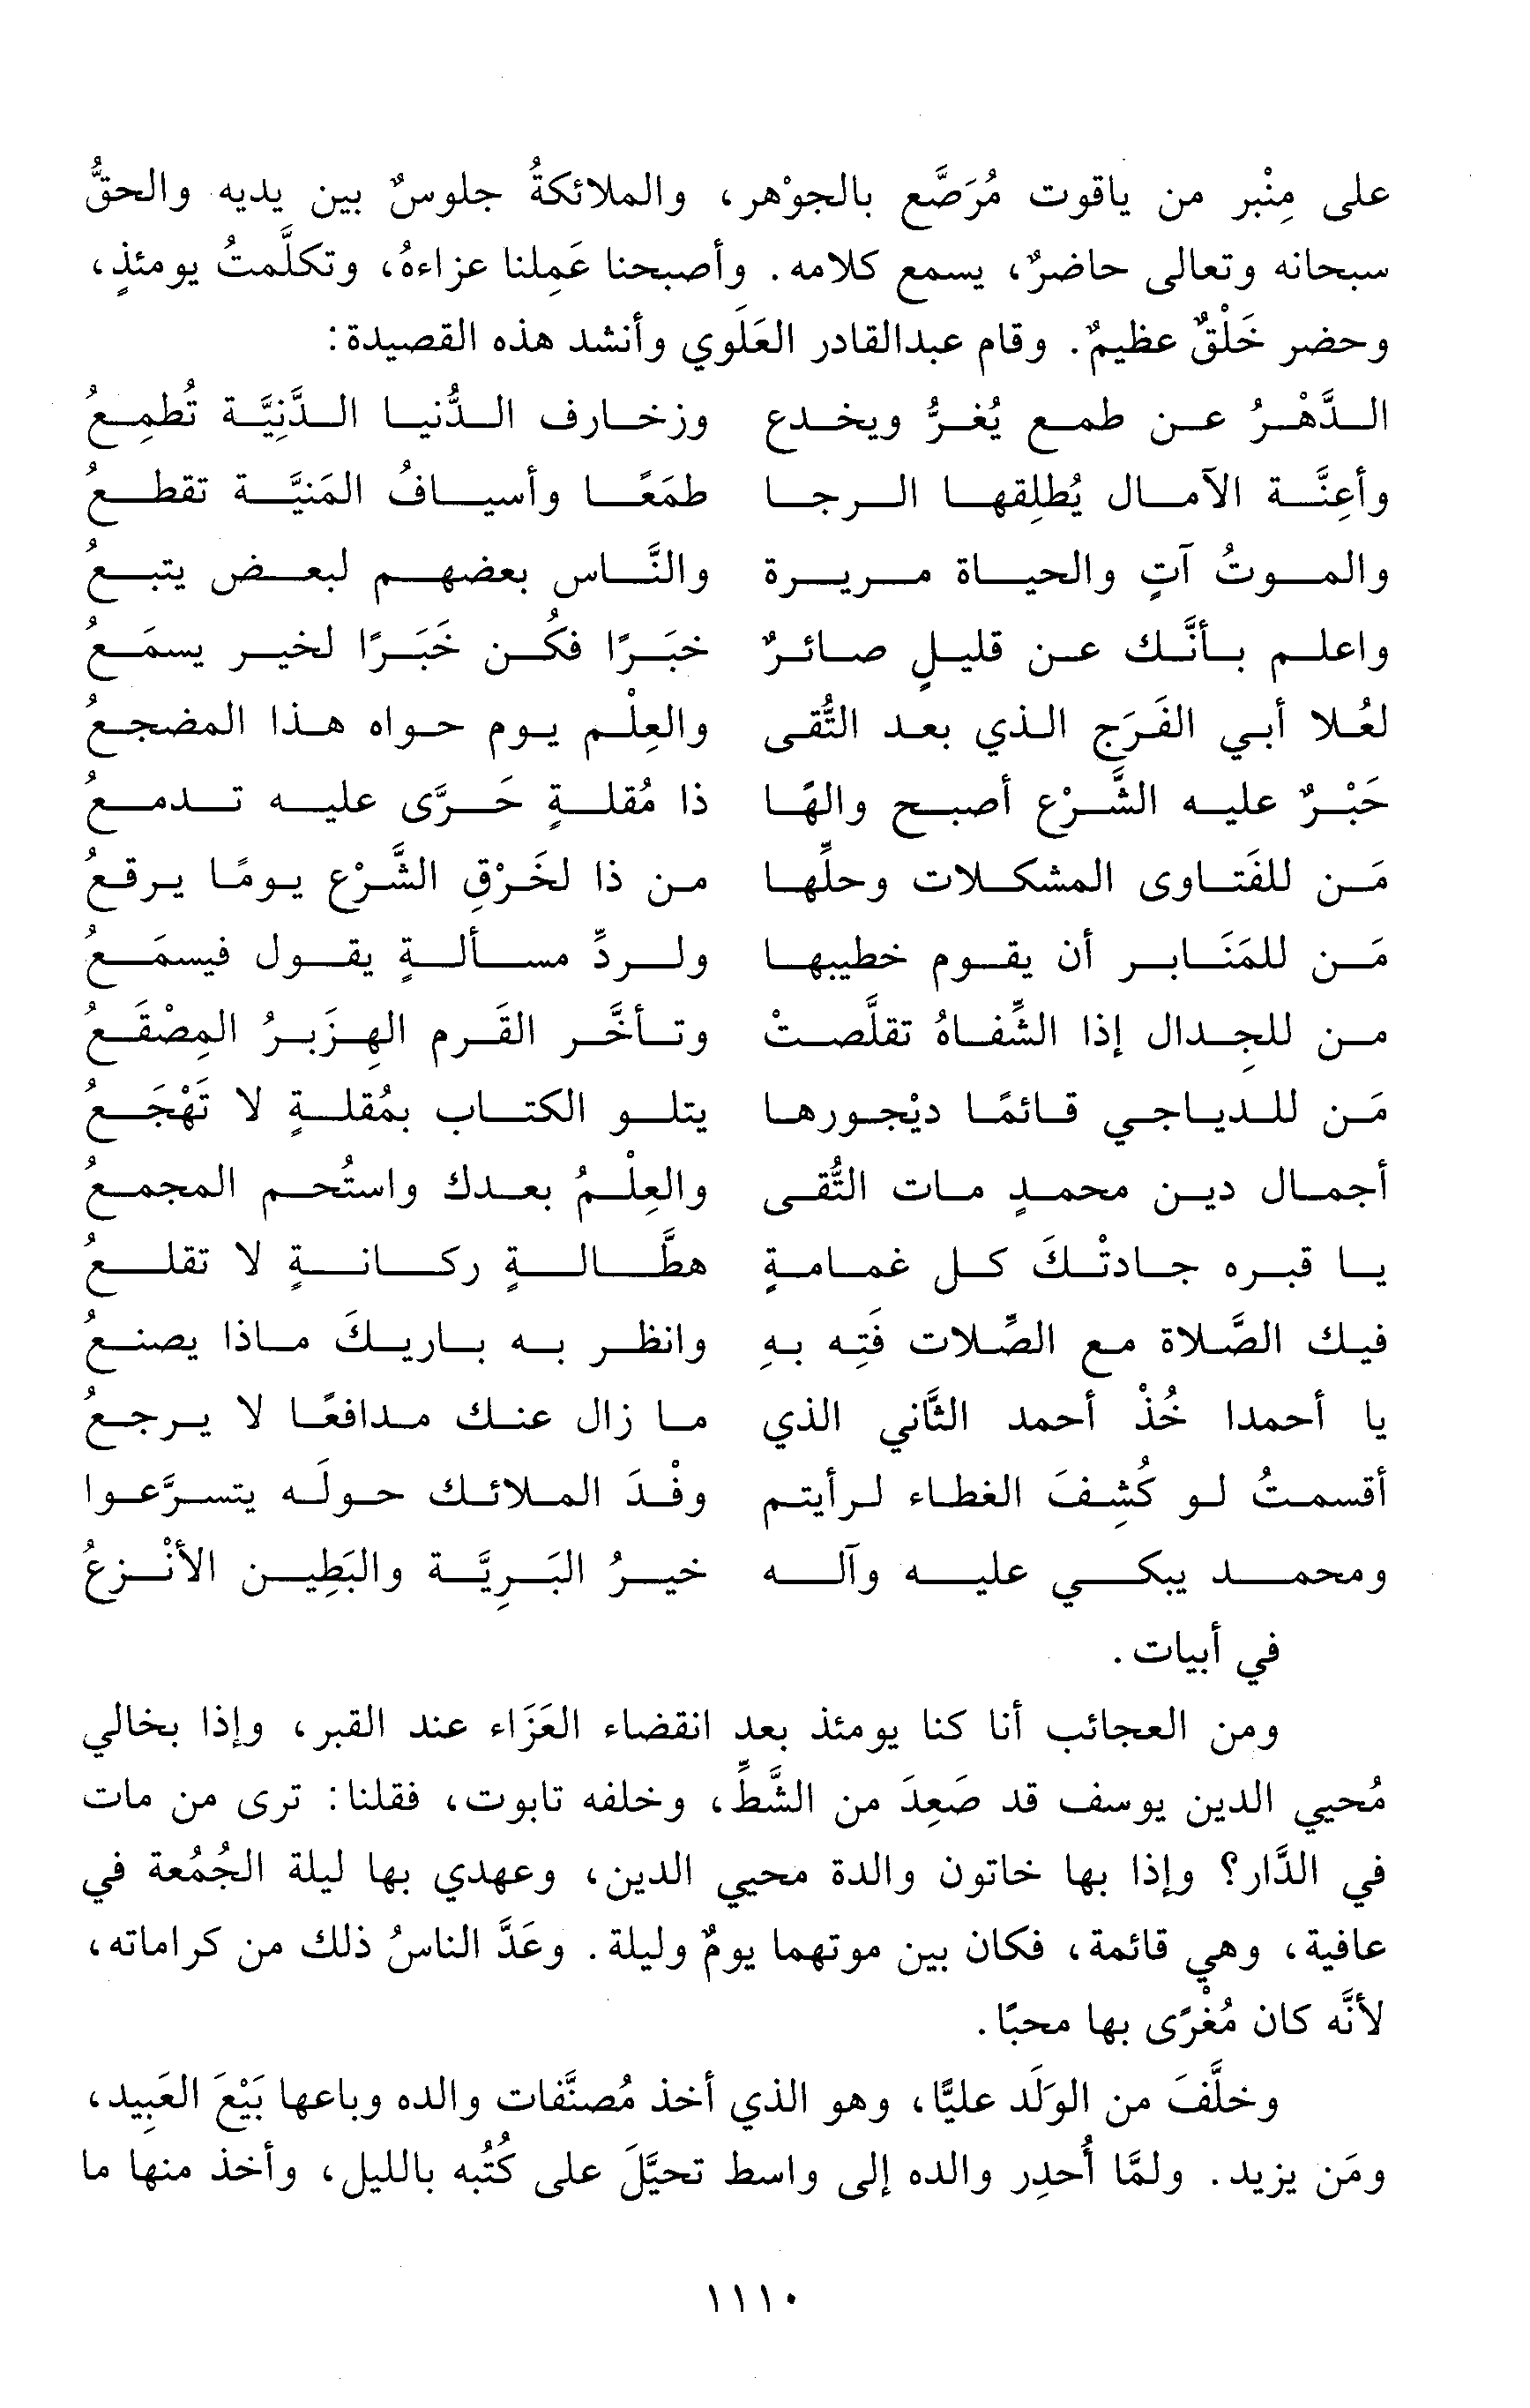 على مِنْبر من ياقوت مُرَصَّع بالجوْهر، والملائكةُ جلوسٌ بين يديه والحقُّ
سبحانه وتعالى حاضرٌ، يسمع كلامه. وأصبحنا عَمِلنا عزاءهُ، وتكلَّمتُ يومئذٍ،
وحضر خَلْقٌ عظيمٌ. وقام عبدالقادر العَلَوي وأنشد هذه القصيدة:
الدَّهْرُ عن طمع يُغرُّ ويخدع وزخارف الدُّنيا الدَّنِيَّة تُطمِعُ
وأعِنَّة الآمال يُطلِقها الرجا طمَعًا وأسيافُ المَنيَّة تقطعُ
والموتُ آتٍ والحياة مريرة والنَّاس بعضهم لبعض يتبعُ
واعلم بأنَّك عن قليلٍ صائرٌ خبَرًا فكُن خَبَرًا لخير يسمَعُ
لعُلا أبي الفَرَج الذي بعد التُّقى والعِلْم يوم حواه هذا المضجعُ
حَبْرٌ عليه الشَّرْع أصبح والهًا ذا مُقلةٍ حَرَّى عليه تدمعُ
مَن للفَتاوى المشكلات وحلِّها من ذا لخَرْقِ الشَّرْع يومًا يرقعُ
مَن للمَنَابر أن يقوم خطيبها ولردِّ مسألةٍ يقول فيسمَعُ
من للجِدال إذا الشِّفاهُ تقلَّصتْ وتأخَّر القَرم الهِزَبرُ المِصْقَعُ
مَن للدياجي قائمًا ديْجورها يتلو الكتاب بمُقلةٍ لا تَهْجَعُ
أجمال دين محمدٍ مات التُّقى والعِلْمُ بعدك واستُحم المجمعُ
يا قبره جادتْكَ كل غمامةٍ هطَّالةٍ ركانةٍ لا تقلعُ
فيك الصَّلاة مع الصِّلات فَتِه بهِ وانظر به باريكَ ماذا يصنعُ
يا أحمدا خُذْ أحمد الثَّاني الذي ما زال عنك مدافعًا لا يرجعُ
أقسمتُ لو كُشِفَ الغطاء لرأيتم وفْدَ الملائك حولَه يتسرَّعوا
ومحمد يبكي عليه وآله خيرُ البَرِيَّة والبَطِين الأنْزعُ
في أبيات.
ومن العجائب أنا كنا يومئذ بعد انقضاء العَزَاء عند القبر، وإذا بخالي
مُحيي الدين يوسف قد صَعِدَ من الشَّطِّ، وخلفه تابوت، فقلنا: ترى من مات
في الدَّار؟ وإذا بها خاتون والدة محيي الدين، وعهدي بها ليلة الجُمُعة في
عافية، وهي قائمة، فكان بين موتهما يومٌ وليلة. وعَدَّ الناسُ ذلك من كراماته،
لأنَّه كان مُغْرًى بها محبًا.
وخلَّفَ من الوَلَد عليًّا، وهو الذي أخذ مُصنَّفات والده وباعها بَيْعَ العَبِيد،
ومَن يزيد. ولمَّا أُحدِر والده إلى واسط تحيَّلَ على كُتُبه بالليل، وأخذ منها ما
١١١٠